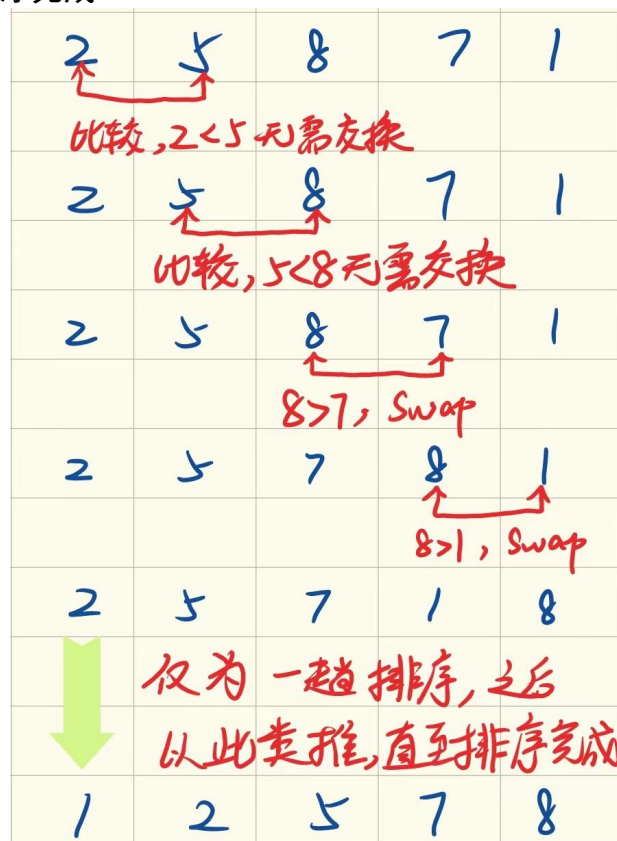 2 5 8 7 1
比较,2<5 无需交换
2 5 8 7 1
比较,5<8无需交换
2 5 8 7 1
8>7, Swap
2 5 7 8 1
8>1, Swap
2 5 7 1 8
仅为一趟排序,之后
以此类推,直至排序完成
1 2 5 7 8